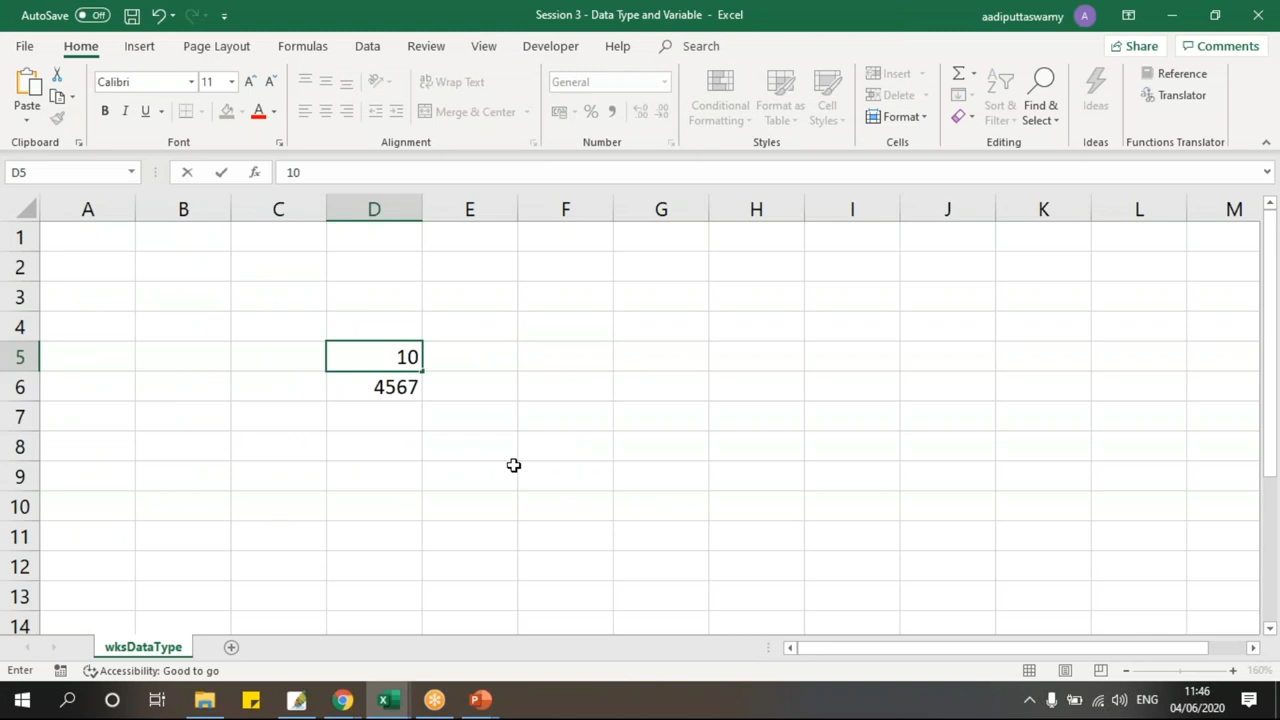 AutoSave Off Session 3 - Data Type and Variable - Excel aadiputtaswamy A
File Home Insert Page Layout Formulas Data Review View Developer Help Search Share Comments
Paste Calibri 11 B I U Wrap Text Merge & Center General % Conditional Formatting Format as Table Cell Styles Insert Delete Format Sort & Filter Find & Select Ideas Reference Translator
Clipboard Font Alignment Number Styles Cells Editing Ideas Functions Translator
D5 fx 10
A B C D E F G H I J K L M
1
2
3
4
5 10
6 4567
7
8
9
10
11
12
13
14
wksDataType
Enter Accessibility: Good to go 160%
ENG 11:46
04/06/2020